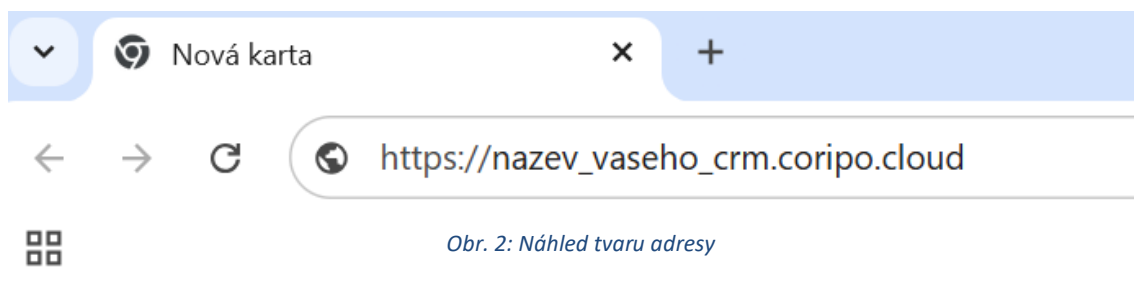 Nová karta
https://nazev_vaseho_crm.coripo.cloud
Obr. 2: Náhled tvaru adresy